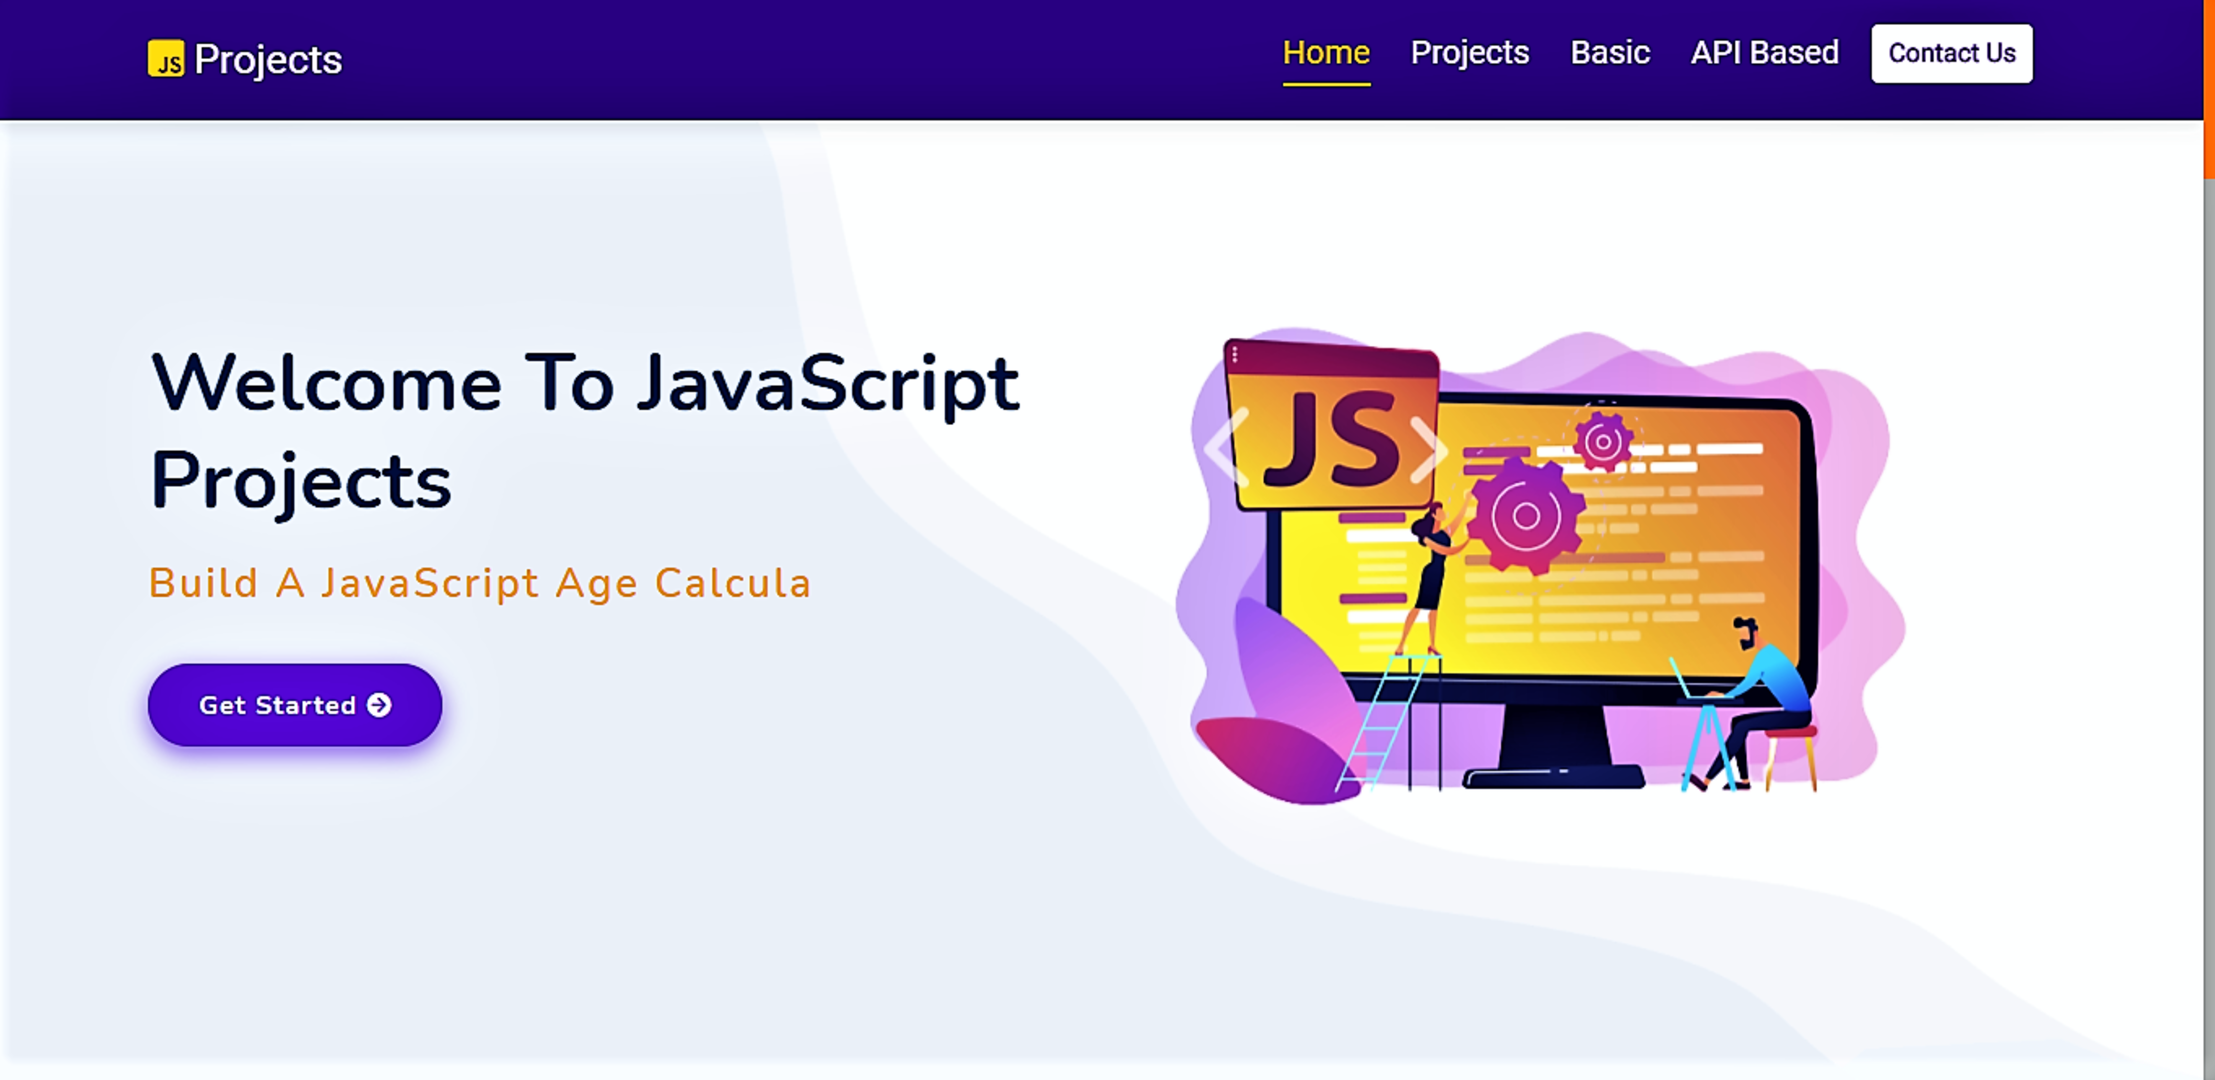 JS Projects
Home Projects Basic API Based Contact Us
Welcome To JavaScript
Projects
Build A JavaScript Age Calcula
Get Started
JS